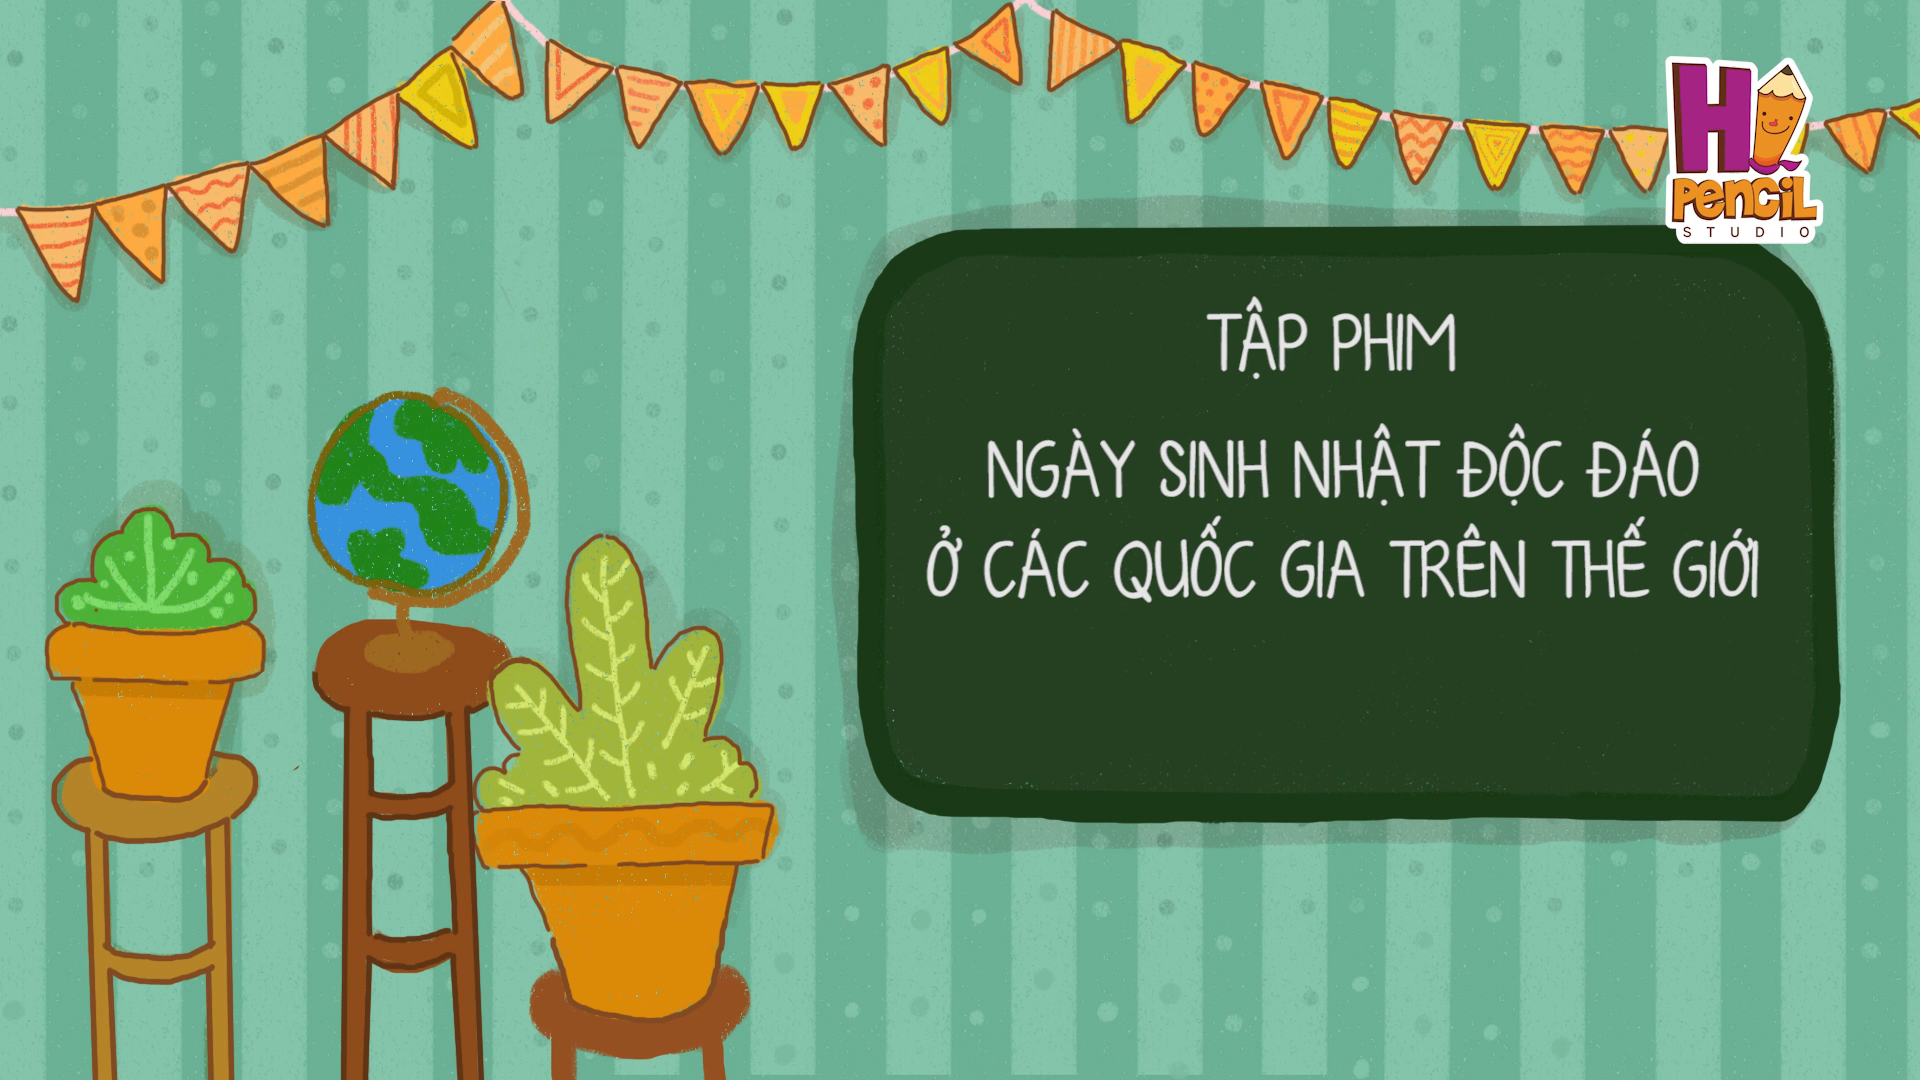 Hi
PENCIL
STUDIO
TẬP PHIM
NGÀY SINH NHẬT ĐỘC ĐÁO
Ở CÁC QUỐC GIA TRÊN THẾ GIỚI